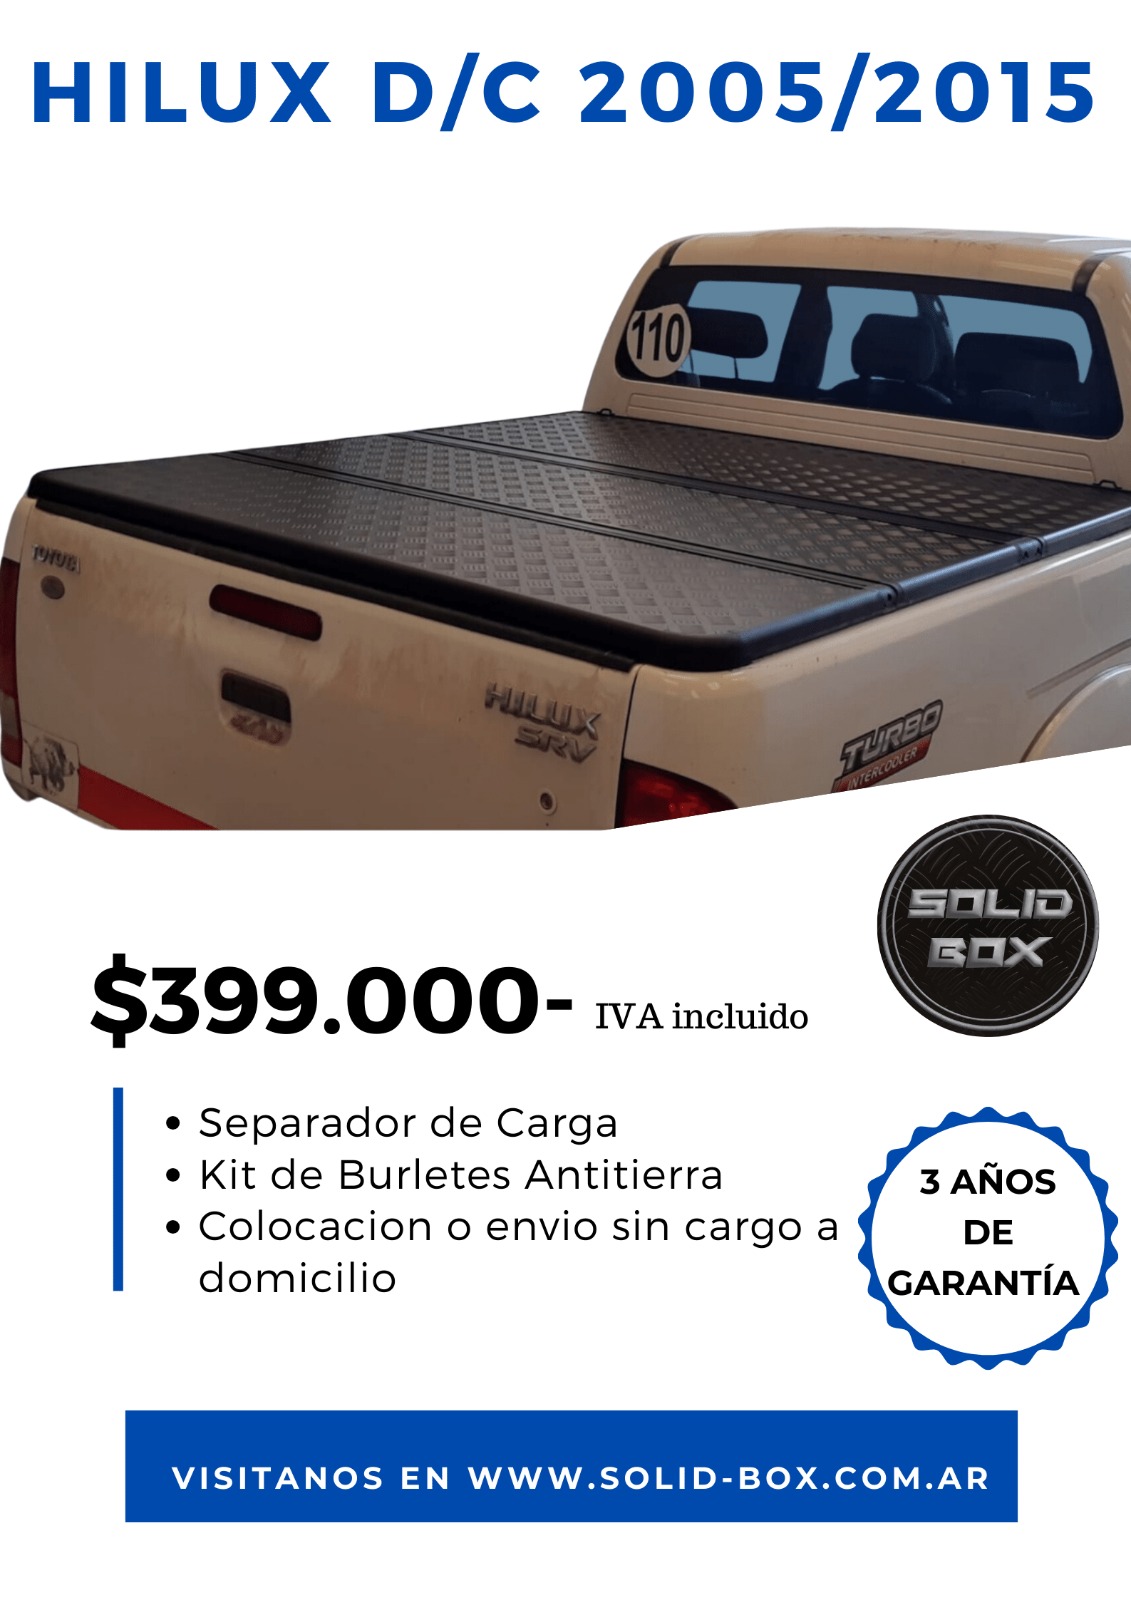 HILUX D/C 2005/2015
110
TOYOTA
HILUX
SRV
TURBO
INTERCOOLER
SOLID
BOX
$399.000- IVA incluido
• Separador de Carga
• Kit de Burletes Antitierra
• Colocacion o envio sin cargo a
domicilio
3 AÑOS
DE
GARANTÍA
VISITANOS EN WWW.SOLID-BOX.COM.AR